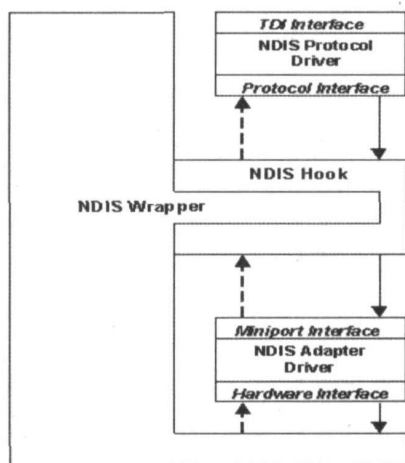 TDI Interface
NDIS Protocol
Driver
Protocol Interface
NDIS Hook
NDIS Wrapper
Miniport Interface
NDIS Adapter
Driver
Hardware Interface